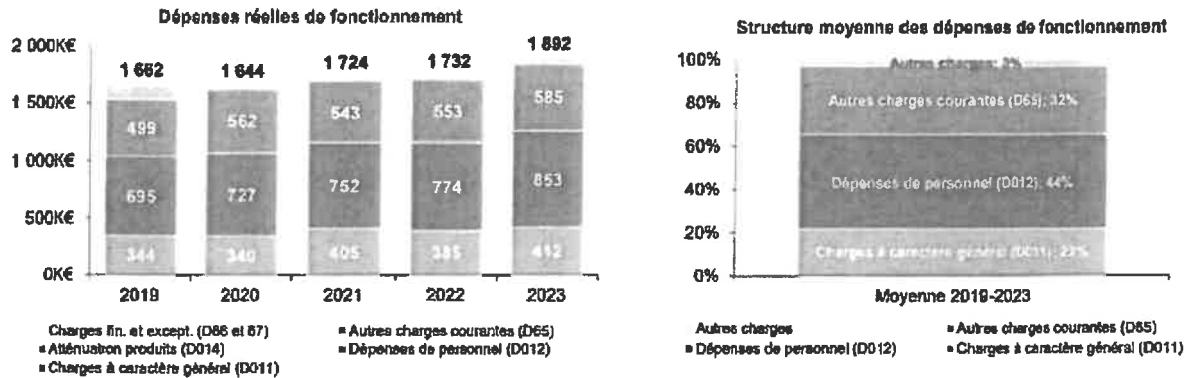 Dépenses réelles de fonctionnement
2 000K€
1 500K€
1 000K€
500K€
0K€
1 662
1 644
1 724
1 732
1 892
499
562
543
553
585
695
727
752
774
853
344
340
405
385
412
2019
2020
2021
2022
2023
Charges fin. et except. (D66 et 67)
Autres charges courantes (D65)
Atténuation produits (D014)
Dépenses de personnel (D012)
Charges à caractère général (D011)
Structure moyenne des dépenses de fonctionnement
100%
80%
60%
40%
20%
0%
Autres charges; 3%
Autres charges courantes (D65); 32%
Dépenses de personnel (D012); 44%
Charges à caractère général (D011); 22%
Moyenne 2019-2023
Autres charges
Autres charges courantes (D65)
Dépenses de personnel (D012)
Charges à caractère général (D011)